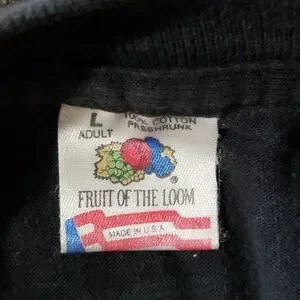 L
ADULT
100% COTTON
PRESHRUNK
FRUIT OF THE LOOM
®
MADE IN U.S.A.